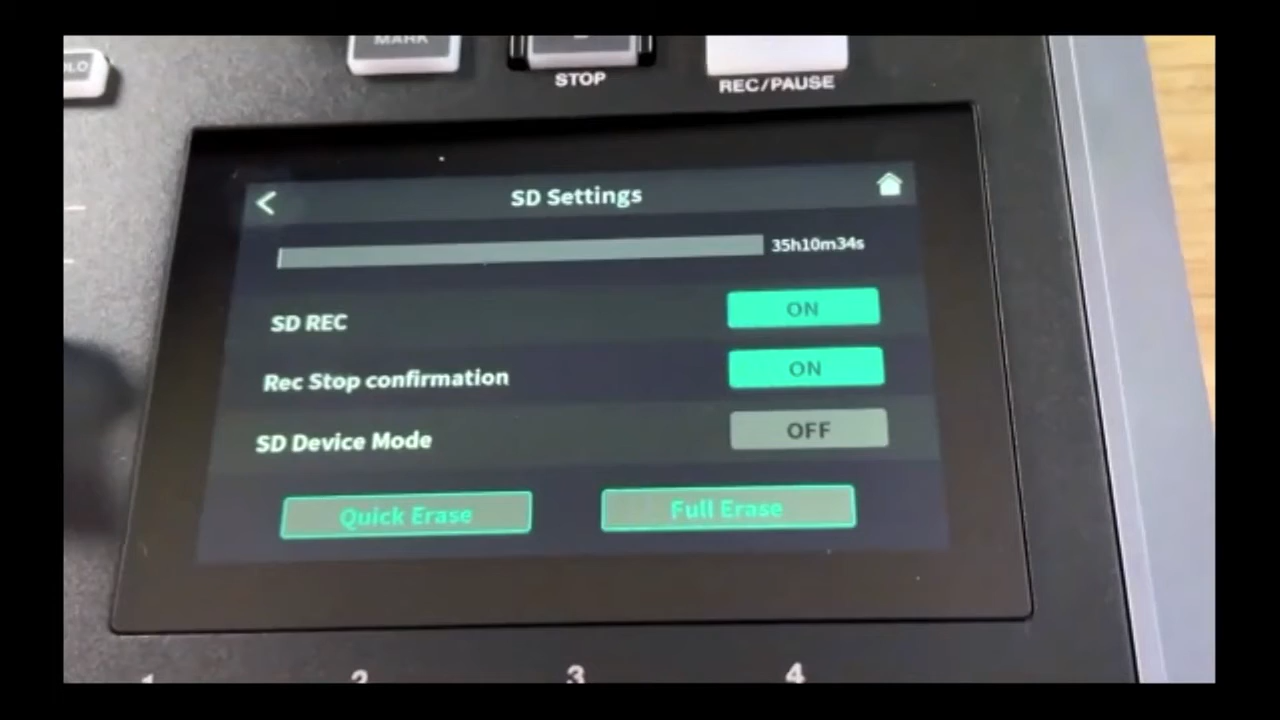 MARK
STOP
REC/PAUSE
SD Settings
35h10m34s
SD REC
ON
Rec Stop confirmation
ON
SD Device Mode
OFF
Quick Erase
Full Erase
2
3
4